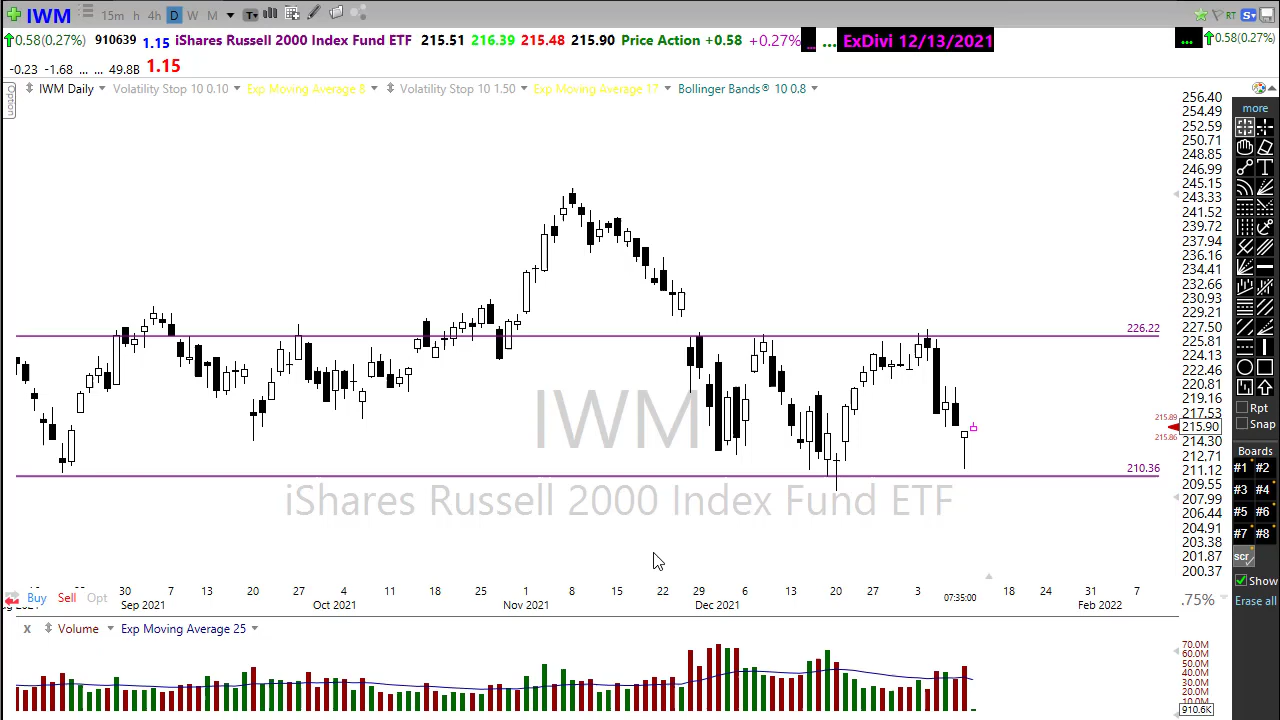 IWM 15m h 4h D W M T RT S
0.58(0.27%) 910639 1.15 iShares Russell 2000 Index Fund ETF 215.51 216.39 215.48 215.90 Price Action +0.58 +0.27% ... ... ExDivi 12/13/2021 ... 0.58(0.27%)
-0.23 -1.68 ... ... 49.8B 1.15
Option
IWM Daily Volatility Stop 10 0.10 Exp Moving Average 8 Volatility Stop 10 1.50 Exp Moving Average 17 Bollinger Bands® 10 0.8
256.40
254.49
252.59
250.71
248.85
246.99
245.15
243.33
241.52
239.72
237.94
236.16
234.41
232.66
230.93
229.21
227.50
225.81
224.13
222.46
220.81
219.16
217.53
215.90
214.30
212.71
211.12
209.55
207.99
206.44
204.91
203.38
201.87
200.37
226.22
215.89
215.86
210.36
IWM
iShares Russell 2000 Index Fund ETF
more
T
Rpt
Snap
Boards
#1 #2
#3 #4
#5 #6
#7 #8
scr
Show
Erase all
30 7 13 20 27 4 11 18 25 1 8 15 22 29 6 13 20 27 3 07:35:00 18 24 31 7
Sep 2021 Oct 2021 Nov 2021 Dec 2021 Feb 2022
Buy Sell Opt
.75%
x Volume Exp Moving Average 25
70.0M
60.0M
50.0M
40.0M
30.0M
20.0M
10.0M
910.6K